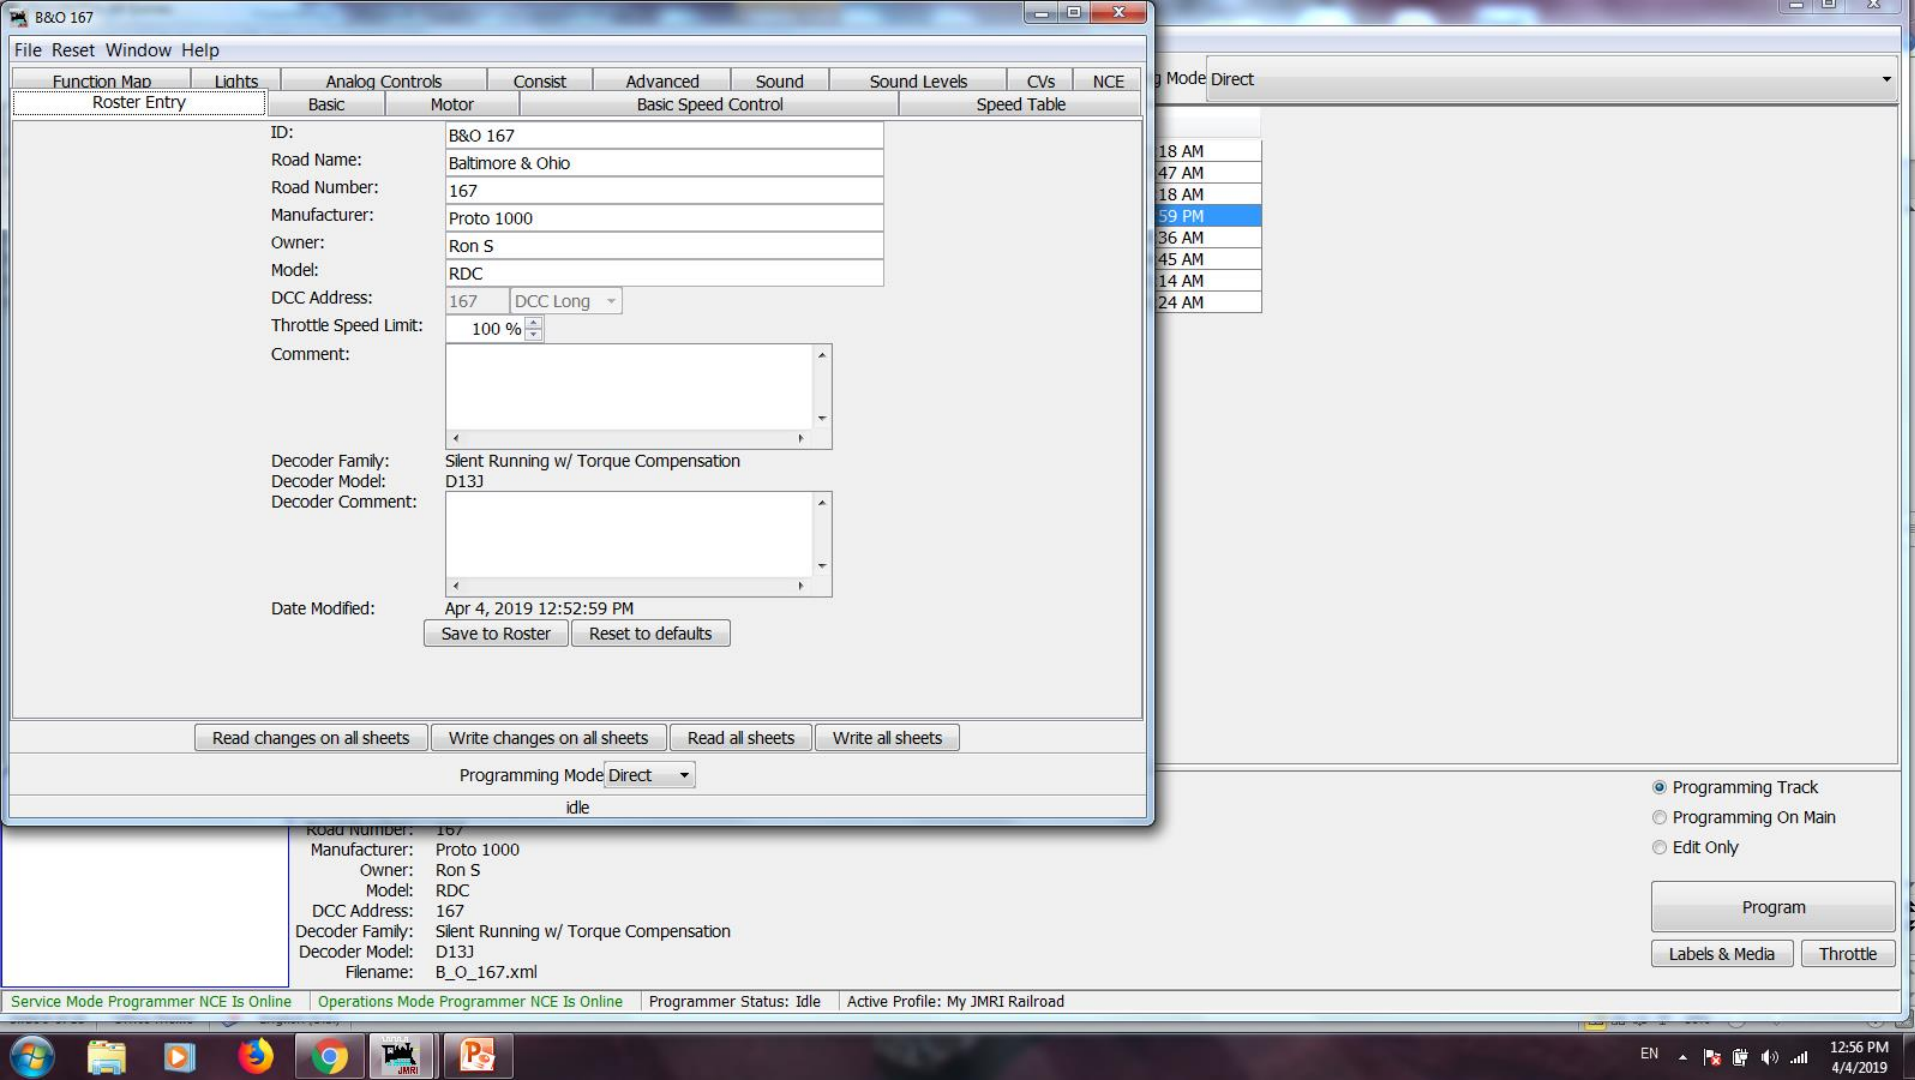 B&O 167
File Reset Window Help
Function Map Lights Analog Controls Consist Advanced Sound Sound Levels CVs NCE
Roster Entry Basic Motor Basic Speed Control Speed Table
ID: B&O 167
Road Name: Baltimore & Ohio
Road Number: 167
Manufacturer: Proto 1000
Owner: Ron S
Model: RDC
DCC Address: 167 DCC Long
Throttle Speed Limit: 100 %
Comment:
Decoder Family: Silent Running w/ Torque Compensation
Decoder Model: D13J
Decoder Comment:
Date Modified: Apr 4, 2019 12:52:59 PM
Save to Roster Reset to defaults
Read changes on all sheets Write changes on all sheets Read all sheets Write all sheets
Programming Mode Direct
idle
Mode Direct
18 AM
47 AM
18 AM
59 PM
36 AM
45 AM
14 AM
24 AM
Road Number: 167
Manufacturer: Proto 1000
Owner: Ron S
Model: RDC
DCC Address: 167
Decoder Family: Silent Running w/ Torque Compensation
Decoder Model: D13J
Filename: B_O_167.xml
Programming Track
Programming On Main
Edit Only
Program
Labels & Media Throttle
Service Mode Programmer NCE Is Online Operations Mode Programmer NCE Is Online Programmer Status: Idle Active Profile: My JMRI Railroad
JMRI
EN
12:56 PM
4/4/2019